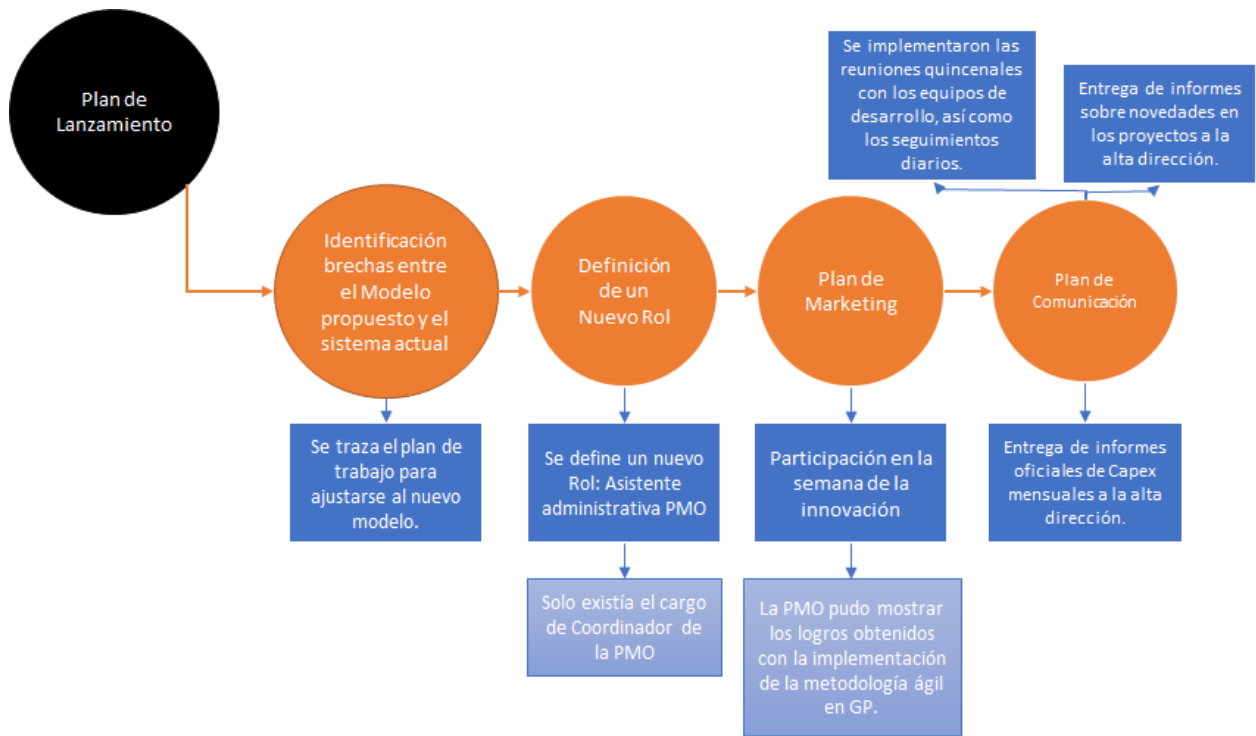 Plan de
Lanzamiento
Se implementaron las
reuniones quincenales
con los equipos de
desarrollo, así como
los seguimientos
diarios.
Entrega de informes
sobre novedades en
los proyectos a la
alta dirección.
Identificación
brechas entre
el Modelo
propuesto y el
sistema actual
Definición
de un
Nuevo Rol
Plan de
Marketing
Plan de
Comunicación
Se traza el plan de
trabajo para
ajustarse al nuevo
modelo.
Se define un nuevo
Rol: Asistente
administrativa PMO
Participación en la
semana de la
innovación
Entrega de informes
oficiales de Capex
mensuales a la alta
dirección.
Solo existía el cargo
de Coordinador de
la PMO
La PMO pudo mostrar
los logros obtenidos
con la implementación
de la metodología ágil
en GP.